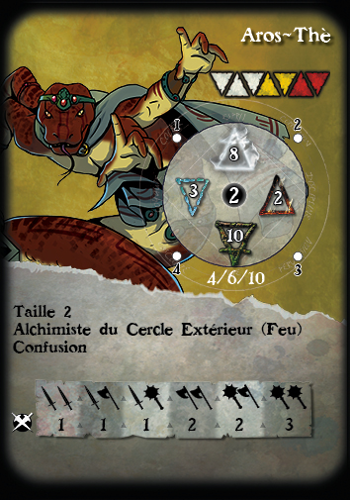 Aros~Thè
1
2
8
3
2
2
10
4
3
4/6/10
Taille 2
Alchimiste du Cercle Extérieur (Feu)
Confusion
1 1 1 2 2 3